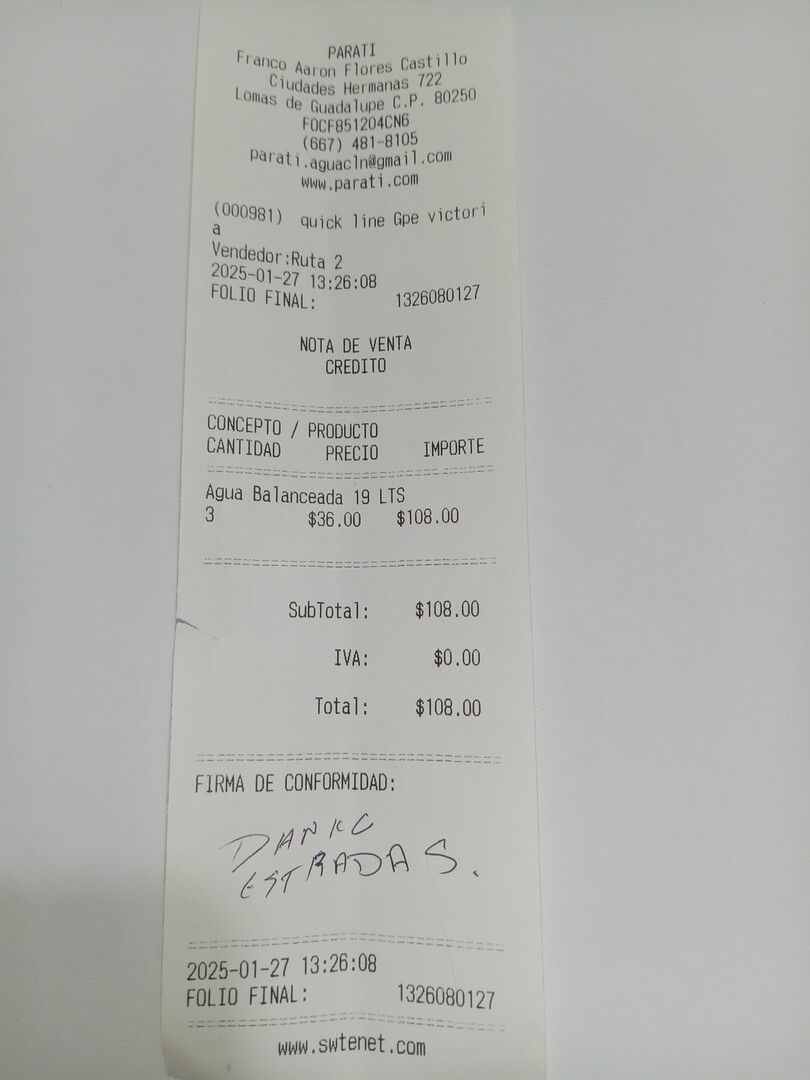 PARATI
Franco Aaron Flores Castillo
Ciudades Hermanas 722
Lomas de Guadalupe C.P. 80250
FOCF851204CN6
(667) 481-8105
parati.aguacln@gmail.com
www.parati.com
(000981) quick line Gpe victori
a
Vendedor:Ruta 2
2025-01-27 13:26:08
FOLIO FINAL: 1326080127
NOTA DE VENTA
CREDITO
CONCEPTO / PRODUCTO
CANTIDAD PRECIO IMPORTE
Agua Balanceada 19 LTS
3 $36.00 $108.00
SubTotal: $108.00
IVA: $0.00
Total: $108.00
FIRMA DE CONFORMIDAD:
ESTRADA S.
2025-01-27 13:26:08
FOLIO FINAL: 1326080127
www.swtenet.com